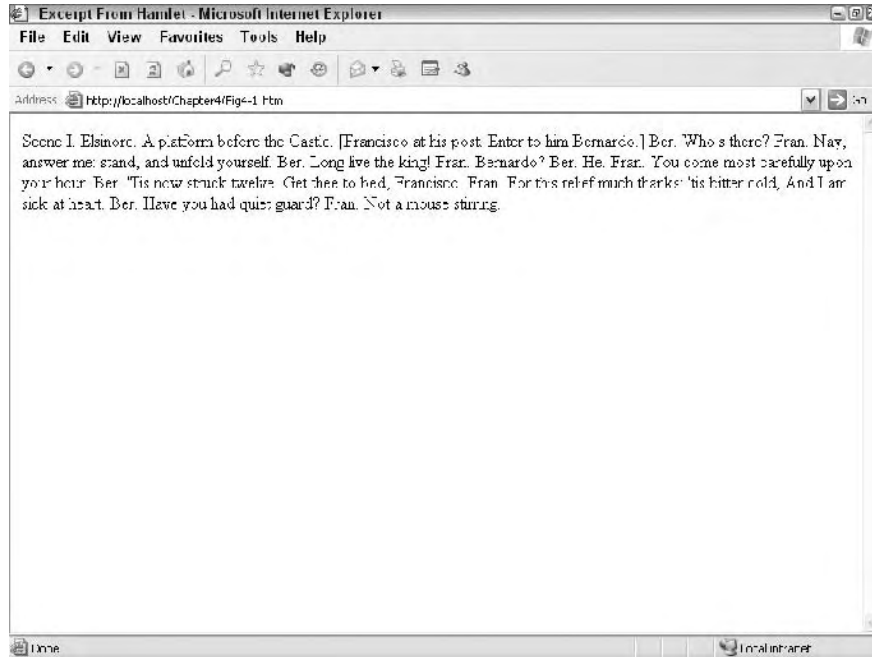 Excerpt From Hamlet - Microsoft Internet Explorer
File Edit View Favorites Tools Help
Address http://localhost/Chapter4/Fig4-1.htm Go
Scene I. Elsinore. A platform before the Castle. [Francisco at his post. Enter to him Bernardo.] Ber. Who's there? Fran. Nay,
answer me: stand, and unfold yourself. Ber. Long live the king! Fran. Bernardo? Ber. He. Fran. You come most carefully upon
your hour. Ber. 'Tis now struck twelve. Get thee to bed, Francisco. Fran. For this relief much thanks: 'tis bitter cold, And I am
sick at heart. Ber. Have you had quiet guard? Fran. Not a mouse stirring.
Done Local intranet